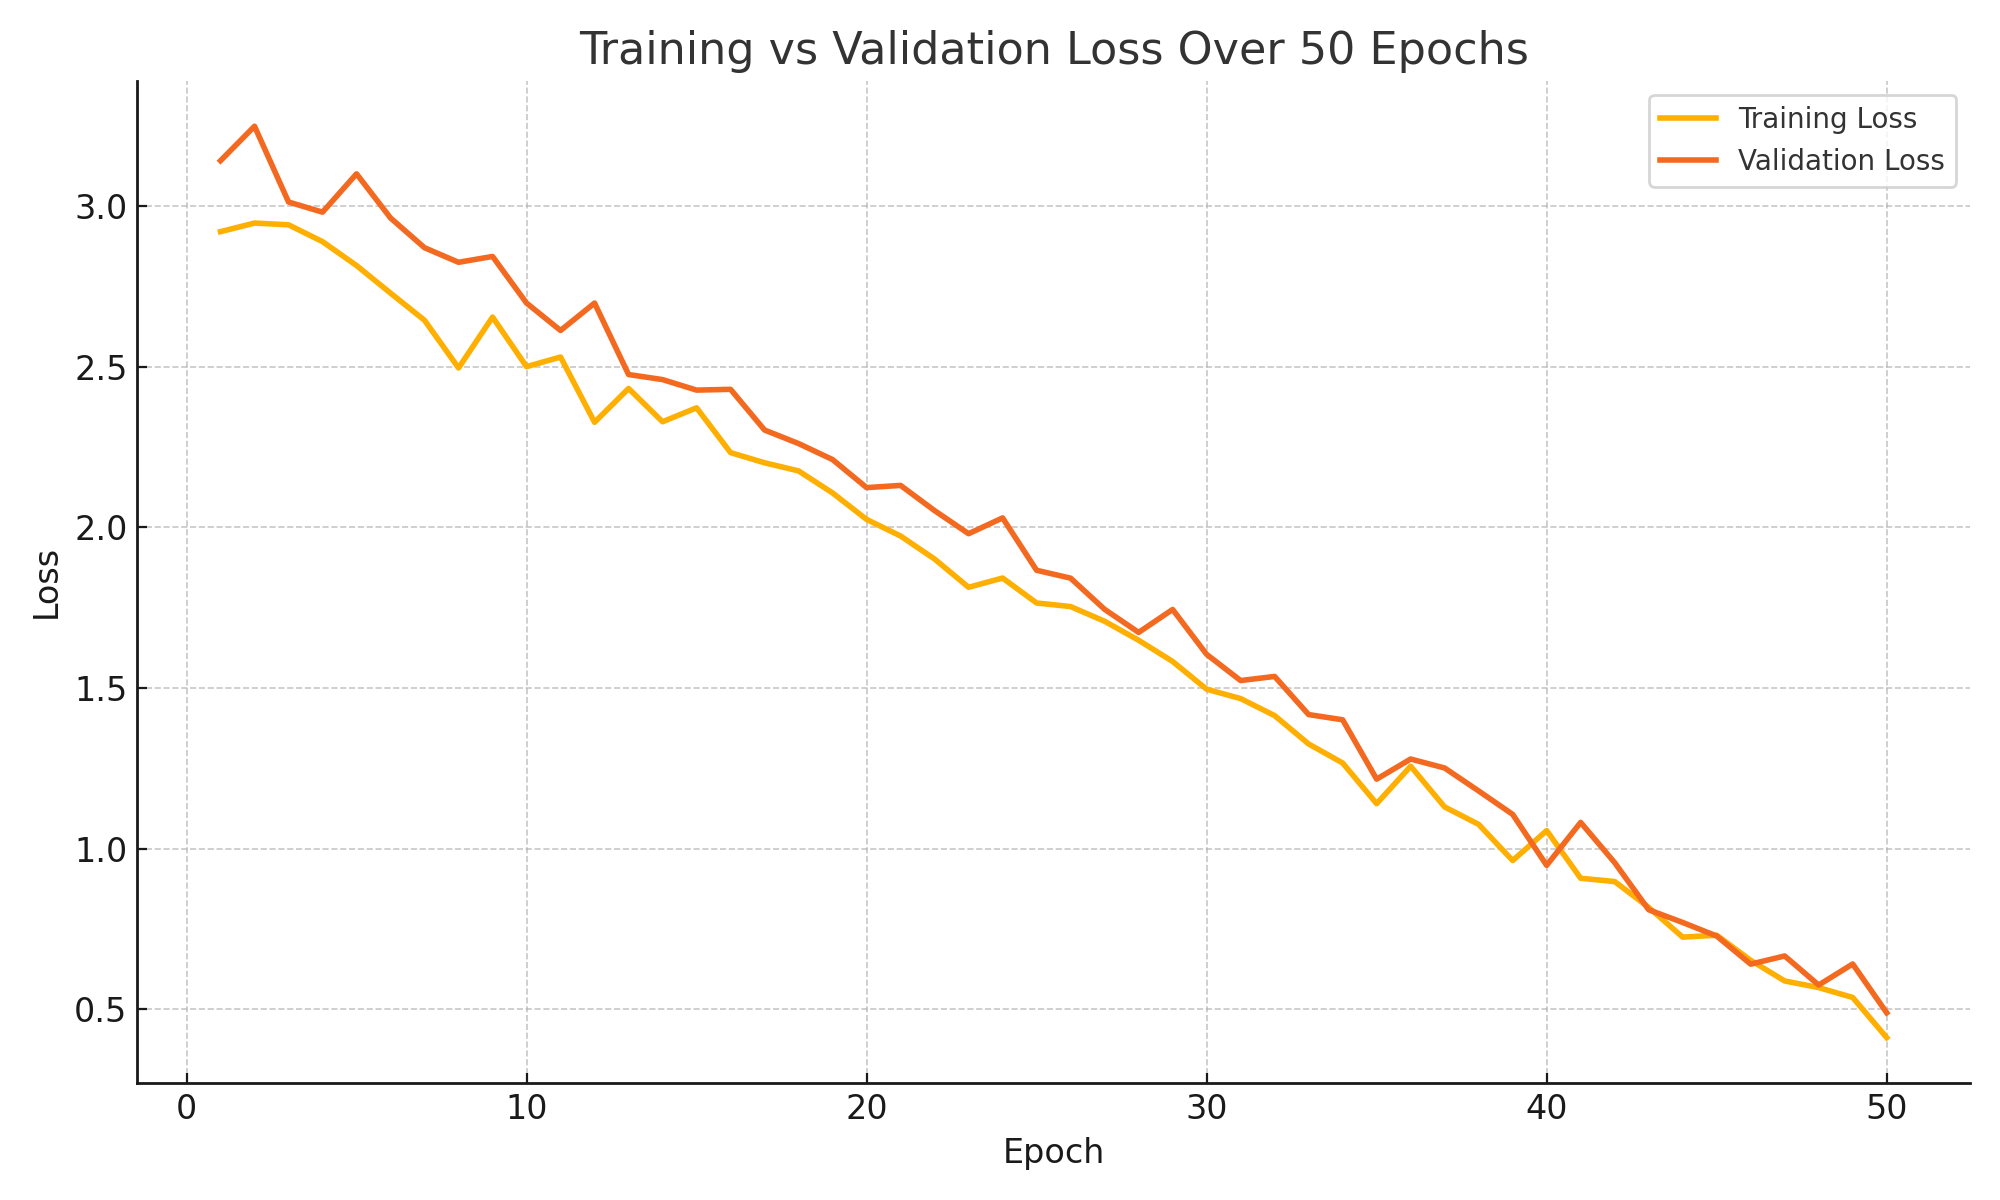 Training vs Validation Loss Over 50 Epochs
Training Loss
Validation Loss
3.0
2.5
2.0
1.5
1.0
0.5
Loss
0 10 20 30 40 50
Epoch